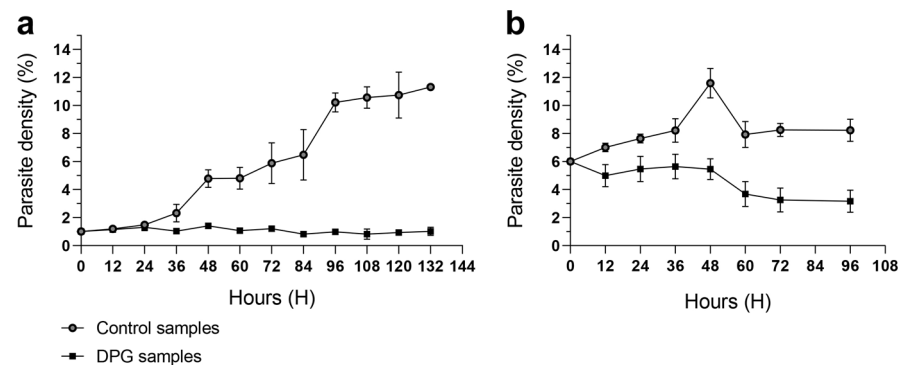 a
Parasite density (%)
14
12
10
8
6
4
2
0
0 12 24 36 48 60 72 84 96 108 120 132 144
Hours (H)
b
Parasite density (%)
14
12
10
8
6
4
2
0
0 12 24 36 48 60 72 84 96 108
Hours (H)
Control samples
DPG samples